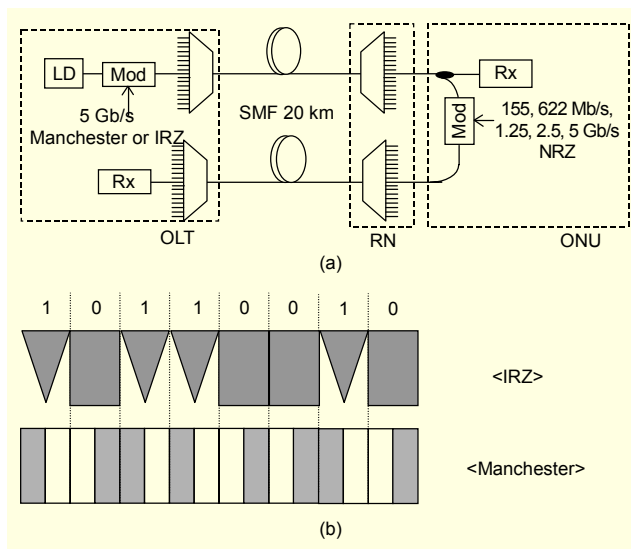 LD
Mod
Rx
5 Gb/s
Manchester or IRZ
SMF 20 km
Mod
155, 622 Mb/s,
1.25, 2.5, 5 Gb/s
NRZ
Rx
OLT
RN
ONU
(a)
1 0 1 1 0 0 1 0
<IRZ>
<Manchester>
(b)